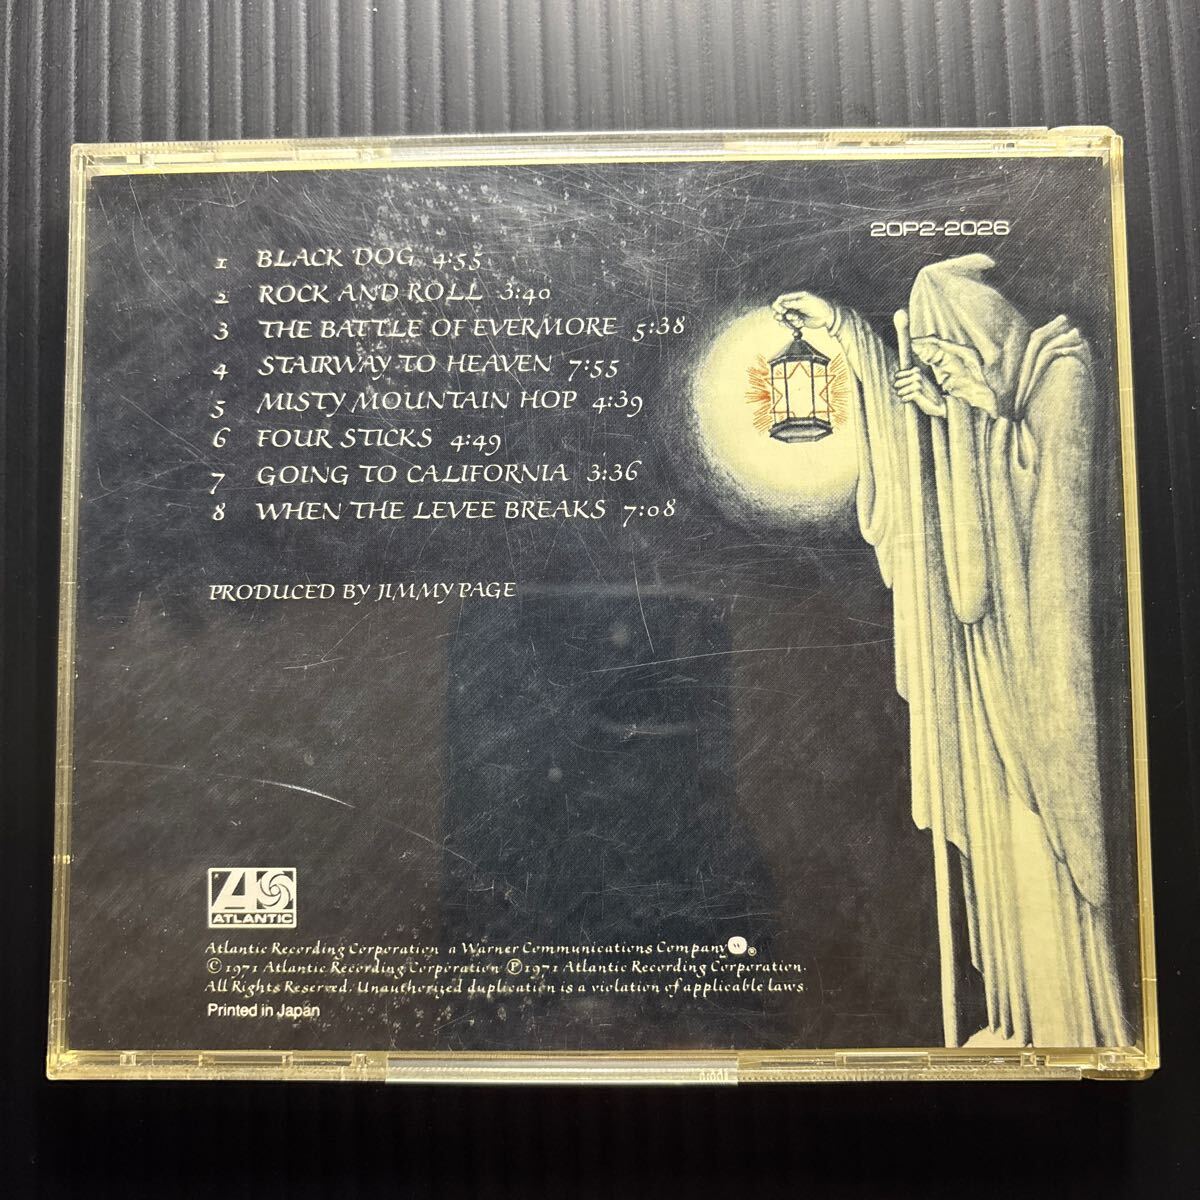 20P2-2026
1 BLACK DOG 4:55
2 ROCK AND ROLL 3:40
3 THE BATTLE OF EVERMORE 5:38
4 STAIRWAY TO HEAVEN 7:55
5 MISTY MOUNTAIN HOP 4:39
6 FOUR STICKS 4:49
7 GOING TO CALIFORNIA 3:36
8 WHEN THE LEVEE BREAKS 7:08
PRODUCED BY JIMMY PAGE
ATLANTIC
Atlantic Recording Corporation a Warner Communications Company ®
© 1971 Atlantic Recording Corporation ℗ 1971 Atlantic Recording Corporation.
All Rights Reserved. Unauthorized duplication is a violation of applicable laws.
Printed in Japan